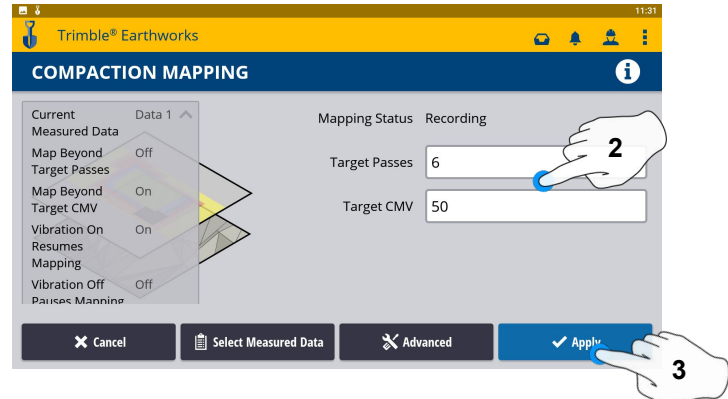 11:31
Trimble® Earthworks
COMPACTION MAPPING
Current Measured Data
Data 1
Map Beyond Target Passes
Off
Map Beyond Target CMV
On
Vibration On Resumes Mapping
On
Vibration Off Pauses Mapping
Off
Mapping Status Recording
Target Passes 6
Target CMV 50
2
Cancel
Select Measured Data
Advanced
Apply
3